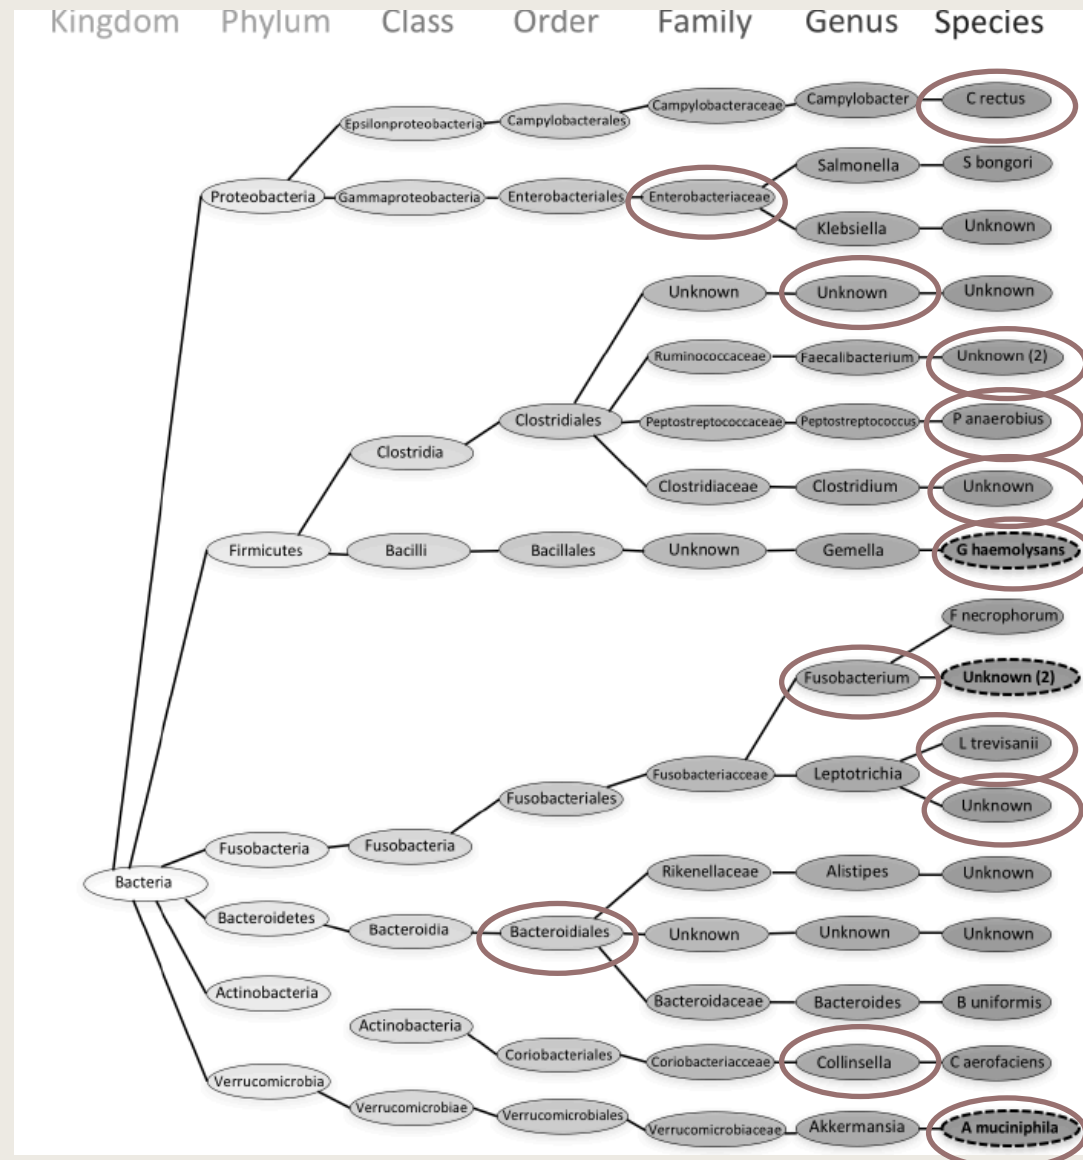 Kingdom Phylum Class Order Family Genus Species
Epsilonproteobacteria Campylobacterales Campylobacteraceae Campylobacter C rectus
Salmonella S bongori
Proteobacteria Gammaproteobacteria Enterobacteriales Enterobacteriaceae
Klebsiella Unknown
Unknown Unknown Unknown
Ruminococcaceae Faecalibacterium Unknown (2)
Clostridiales Peptostreptococcaceae Peptostreptococcus P anaerobius
Clostridia
Clostridiaceae Clostridium Unknown
Firmicutes Bacilli Bacillales Unknown Gemella G haemolysans
F necrophorum
Fusobacterium Unknown (2)
L trevisanii
Fusobacteriacceae Leptotrichia
Fusobacteriales Unknown
Fusobacteria Fusobacteria
Rikenellaceae Alistipes Unknown
Bacteria
Bacteroidetes Bacteroidia Bacteroidiales Unknown Unknown Unknown
Actinobacteria
Bacteroidaceae Bacteroides B uniformis
Actinobacteria
Coriobacteriales Coriobacteriacceae Collinsella C aerofaciens
Verrucomicrobia
Verrucomicrobiae Verrucomicrobiales Verrucomicrobiaceae Akkermansia A muciniphila